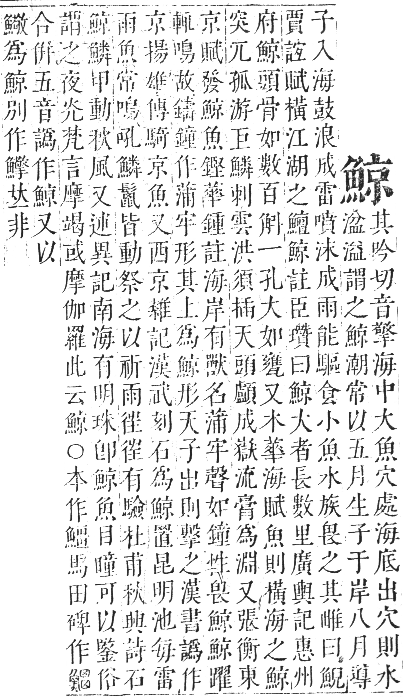 鯨
其吟切音擎海中大魚穴處海底出穴則水
湓溢謂之鯨潮常以五月生子于岸八月導
子入海鼓浪成雷噴沫成雨能驅食小魚水族畏之其雌曰鯢
賈誼賦橫江湖之鱣鯨註臣瓚曰鯨大者長數里廣輿記惠州
府鯨頭骨如數百斛一孔大如甕又木華海賦魚則橫海之鯨
突兀孤游巨鱗刺雲洪須插天頭顱成嶽流膏爲淵又張衡東
京賦發鯨魚鏗華鍾註海岸有獸名蒲牢聲如鐘性畏鯨鯨躍
輒鳴故鑄鐘作蒲牢形其上爲鯨形天子出則擊之漢書譌作
京揚雄傳騎京魚又西京雜記漢武刻石爲鯨置昆明池每雷
雨魚常鳴吼鱗鬣皆動祭之以祈雨徃徃有驗杜甫秋興詩石
鯨鱗甲動秋風又述異記南海有明珠卽鯨魚目瞳可以鑒俗
謂之夜光梵言摩竭或摩伽羅此云鯨○本作馬田碑作
合併五音譌作鯨又以
爲鯨別作𠀤非